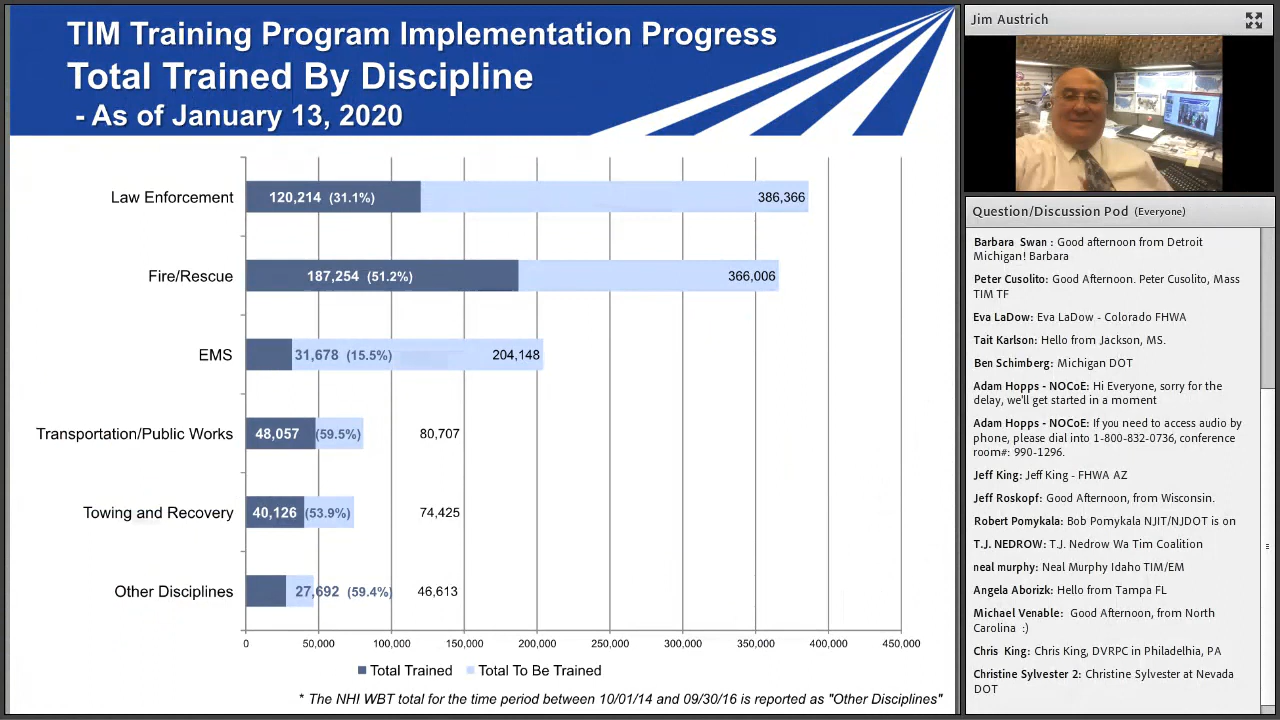 TIM Training Program Implementation Progress
Total Trained By Discipline
- As of January 13, 2020
Law Enforcement 120,214 (31.1%) 386,366
Fire/Rescue 187,254 (51.2%) 366,006
EMS 31,678 (15.5%) 204,148
Transportation/Public Works 48,057 (59.5%) 80,707
Towing and Recovery 40,126 (53.9%) 74,425
Other Disciplines 27,692 (59.4%) 46,613
0 50,000 100,000 150,000 200,000 250,000 300,000 350,000 400,000 450,000
Total Trained Total To Be Trained
* The NHI WBT total for the time period between 10/01/14 and 09/30/16 is reported as "Other Disciplines"
Jim Austrich
Question/Discussion Pod (Everyone)
Barbara Swan : Good afternoon from Detroit
Michigan! Barbara
Peter Cusolito: Good Afternoon. Peter Cusolito, Mass
TIM TF
Eva LaDow: Eva LaDow - Colorado FHWA
Tait Karlson: Hello from Jackson, MS.
Ben Schimberg: Michigan DOT
Adam Hopps - NOCoE: Hi Everyone, sorry for the
delay, we'll get started in a moment
Adam Hopps - NOCoE: If you need to access audio by
phone, please dial into 1-800-832-0736, conference
room#: 990-1296.
Jeff King: Jeff King - FHWA AZ
Jeff Roskopf: Good Afternoon, from Wisconsin.
Robert Pomykala: Bob Pomykala NJIT/NJDOT is on
T.J. NEDROW: T.J. Nedrow Wa Tim Coalition
neal murphy: Neal Murphy Idaho TIM/EM
Angela Aborizk: Hello from Tampa FL
Michael Venable: Good Afternoon, from North
Carolina :)
Chris King: Chris King, DVRPC in Philadelhia, PA
Christine Sylvester 2: Christine Sylvester at Nevada
DOT